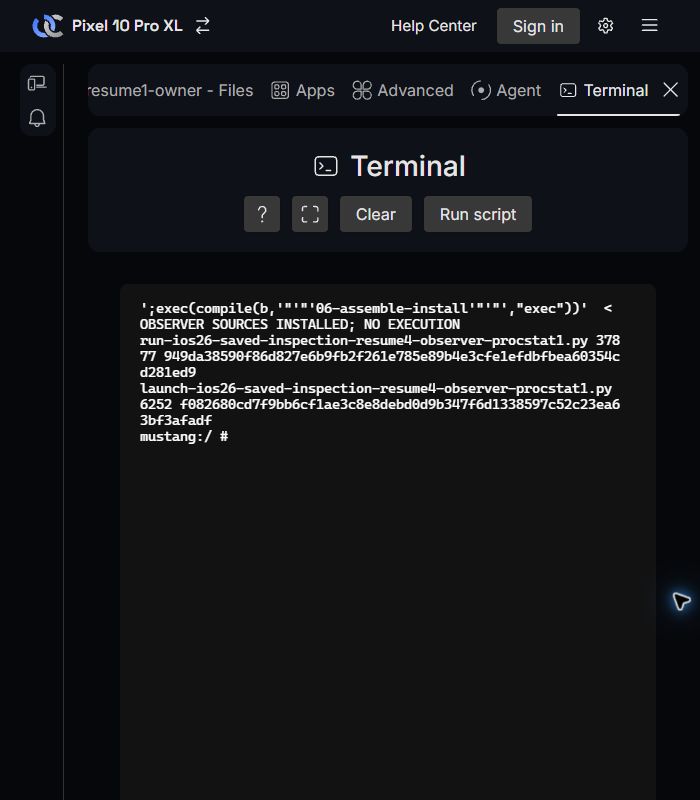 Pixel 10 Pro XL
Help Center
Sign in
resume1-owner - Files
Apps
Advanced
Agent
Terminal
Terminal
?
Clear
Run script
';exec(compile(b,'"'"'06-assemble-install'"'"',"exec"))'  <
OBSERVER SOURCES INSTALLED; NO EXECUTION
run-ios26-saved-inspection-resume4-observer-procstat1.py 378
77 949da38590f86d827e6b9fb2f261e785e89b4e3cfe1efdbfbea60354c
d281ed9
launch-ios26-saved-inspection-resume4-observer-procstat1.py
6252 f082680cd7f9bb6cf1ae3c8e8debd0d9b347f6d1338597c52c23ea6
3bf3afadf
mustang:/ #